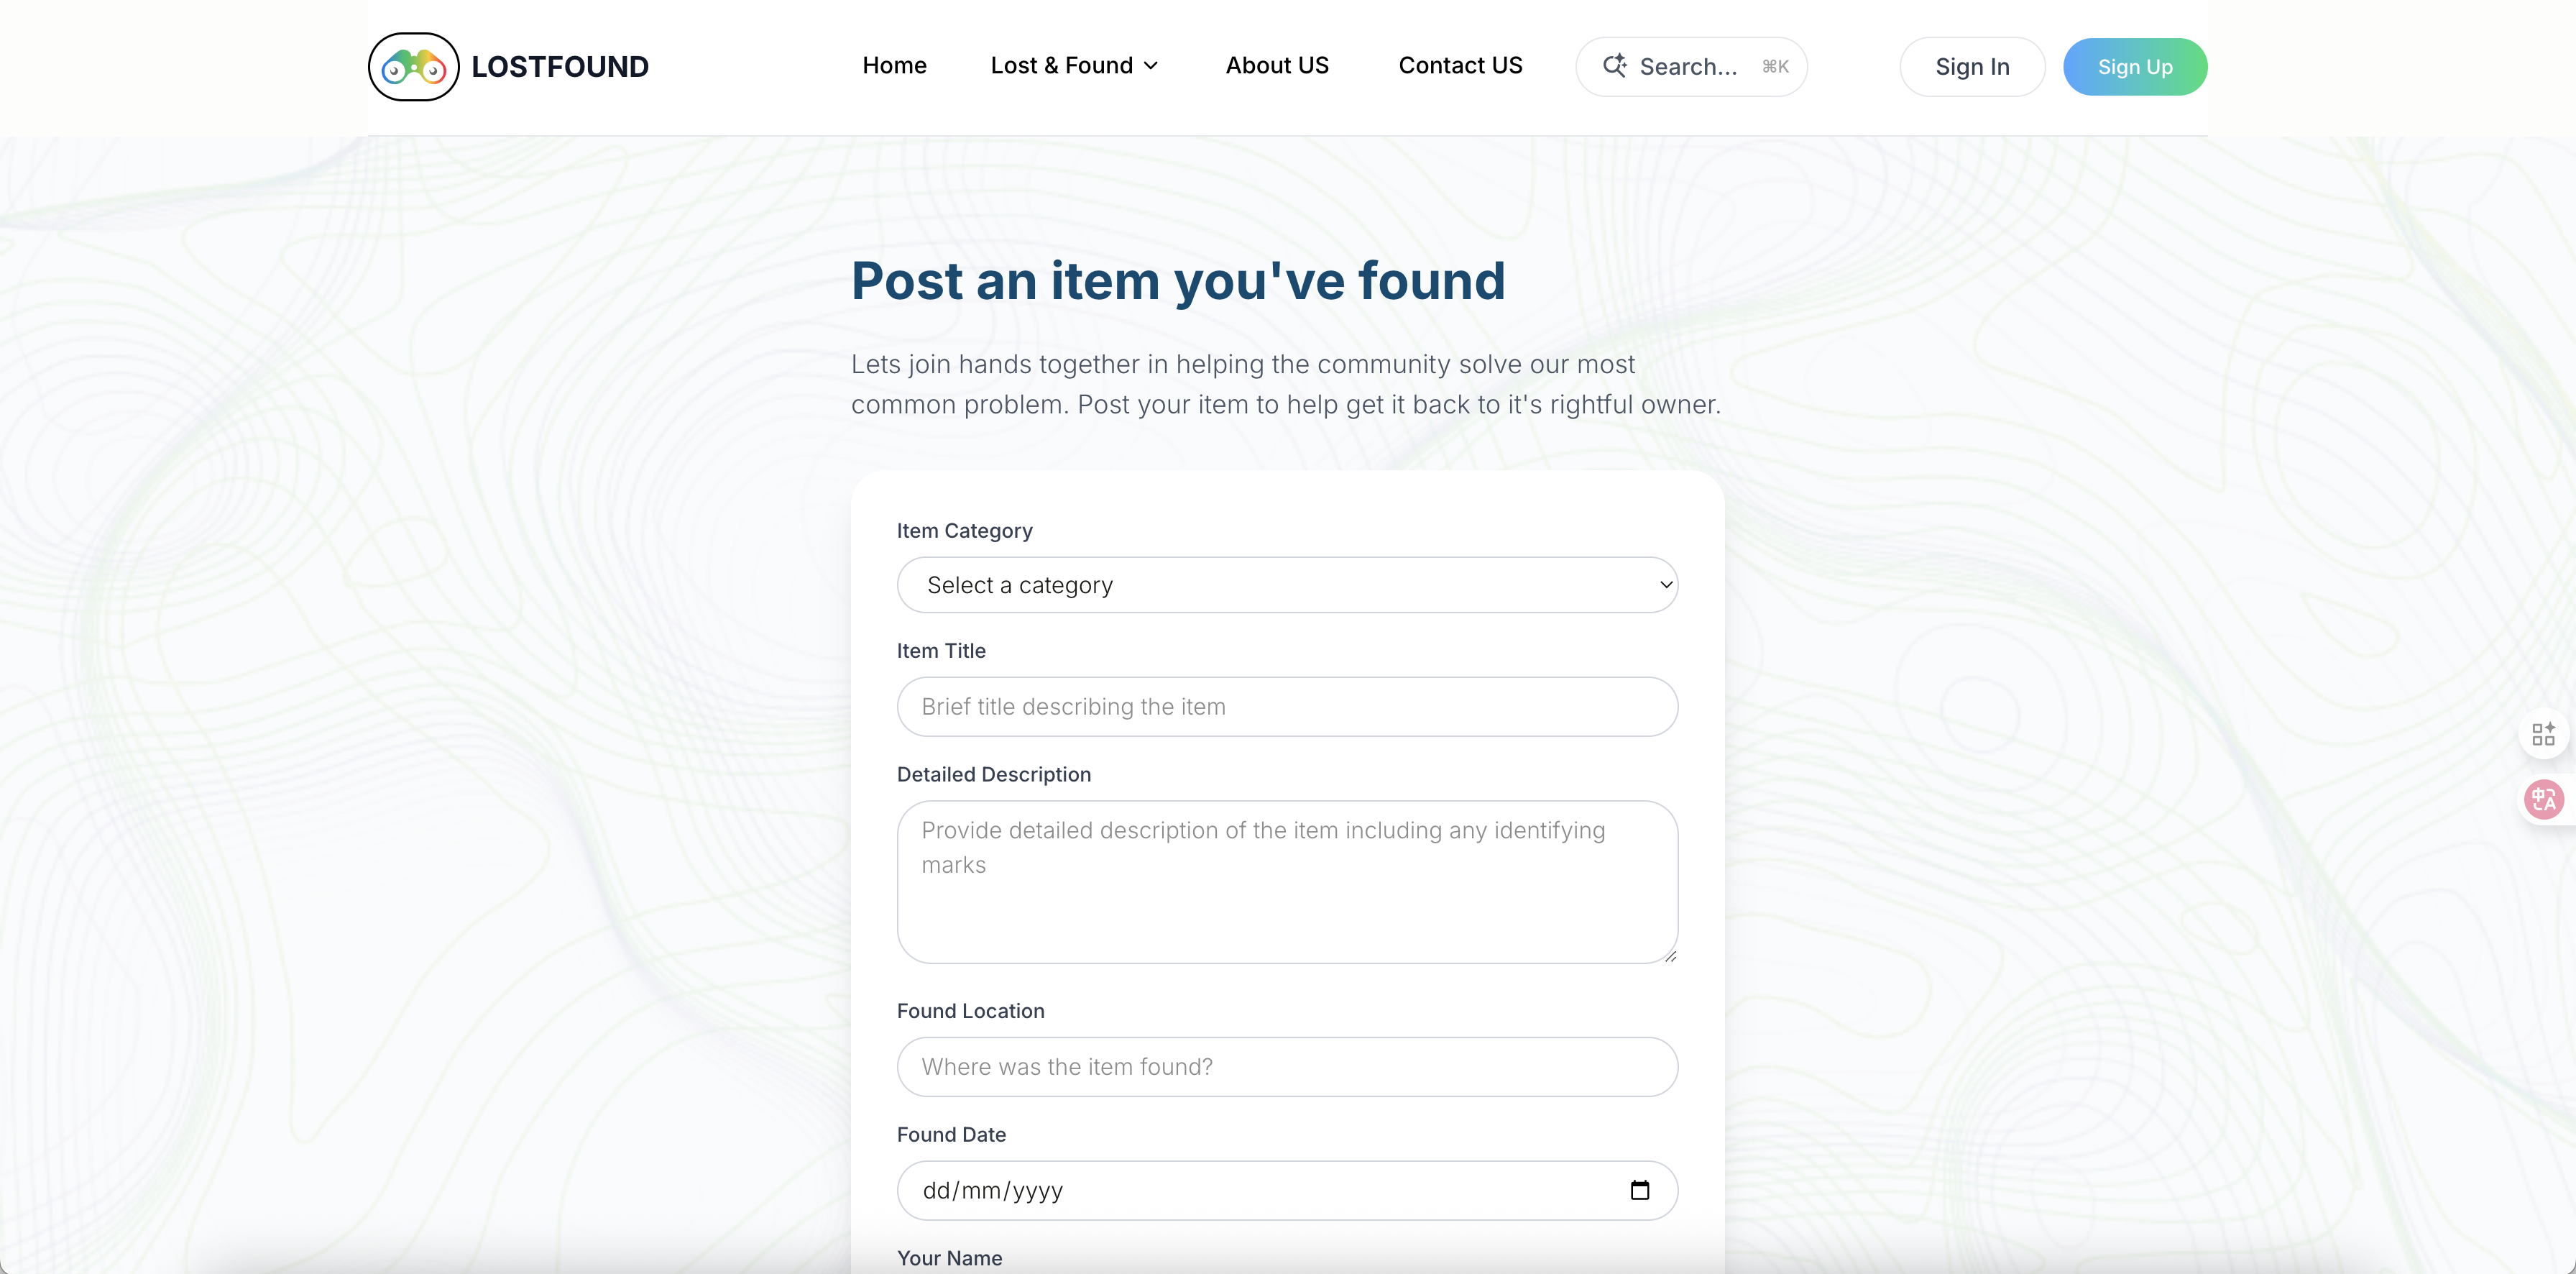 LOSTFOUND
Home
Lost & Found
About US
Contact US
Search...
⌘K
Sign In
Sign Up
Post an item you've found
Lets join hands together in helping the community solve our most
common problem. Post your item to help get it back to it's rightful owner.
Item Category
Select a category
Item Title
Brief title describing the item
Detailed Description
Provide detailed description of the item including any identifying
marks
Found Location
Where was the item found?
Found Date
dd/mm/yyyy
Your Name
中A